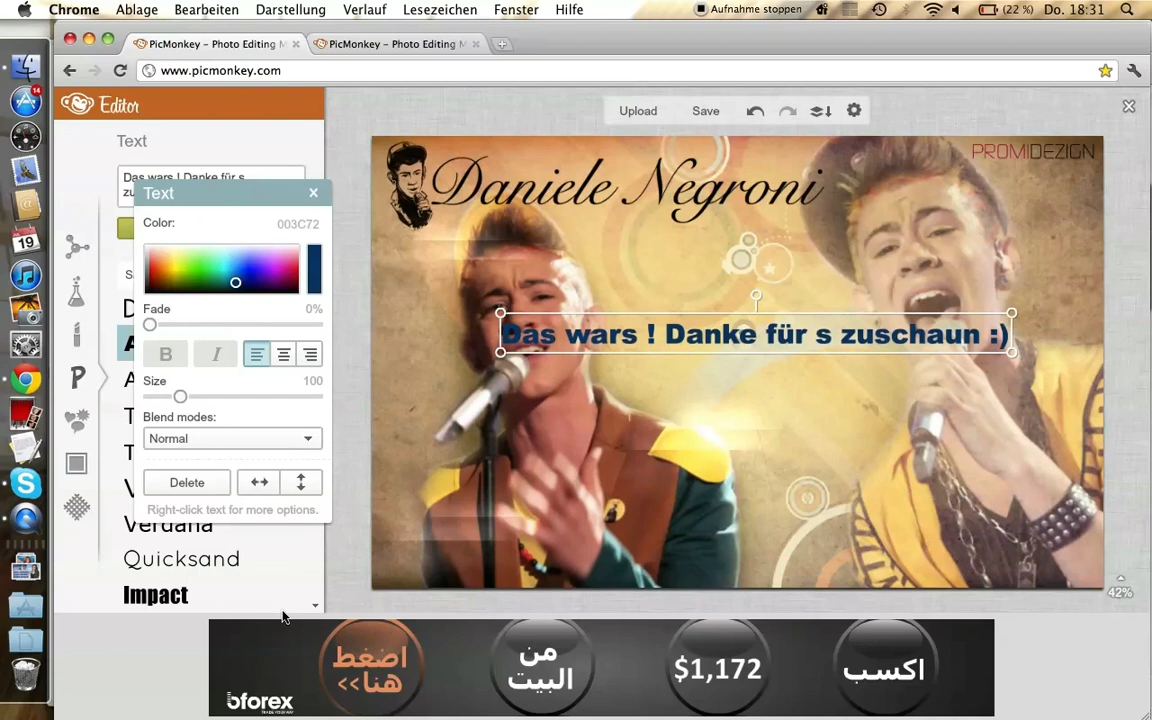 Chrome Ablage Bearbeiten Darstellung Verlauf Lesezeichen Fenster Hilfe Aufnahme stoppen (22 %) Do. 18:31
PicMonkey – Photo Editing M PicMonkey – Photo Editing M
www.picmonkey.com
Editor
Upload Save
Text
Das wars ! Danke für s
Text
Color: 003C72
Fade 0%
B I
Size 100
Blend modes:
Normal
Delete
Right-click text for more options.
Verdana
Quicksand
Impact
PROMIDEZIGN
Daniele Negroni
Das wars ! Danke für s zuschaun :)
42%
14
19
اضغط
هنا>>
من
البيت
$1,172
اكسب
bforex